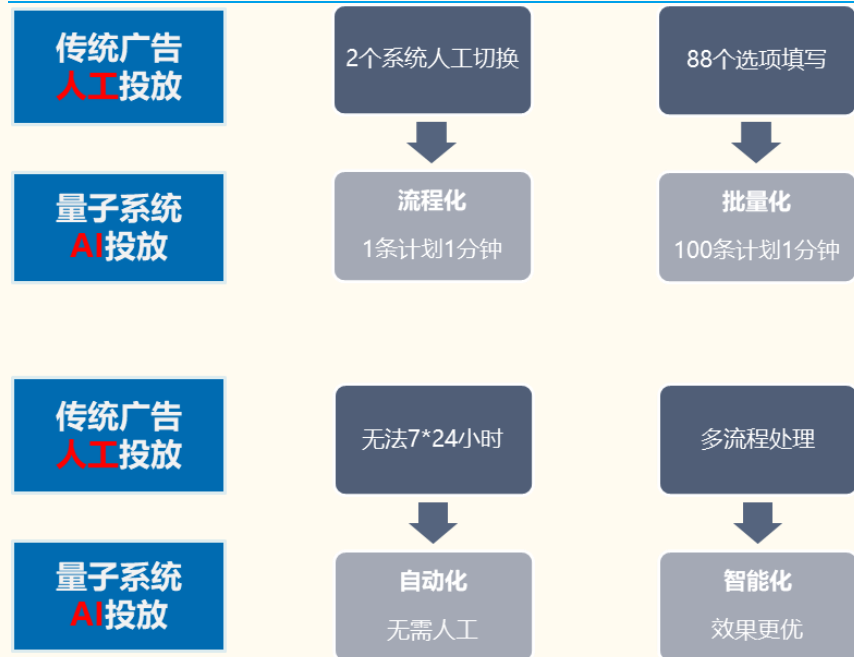 传统广告
人工投放
2个系统人工切换
88个选项填写
量子系统
AI投放
流程化
1条计划1分钟
批量化
100条计划1分钟
传统广告
人工投放
无法7*24小时
多流程处理
量子系统
AI投放
自动化
无需人工
智能化
效果更优